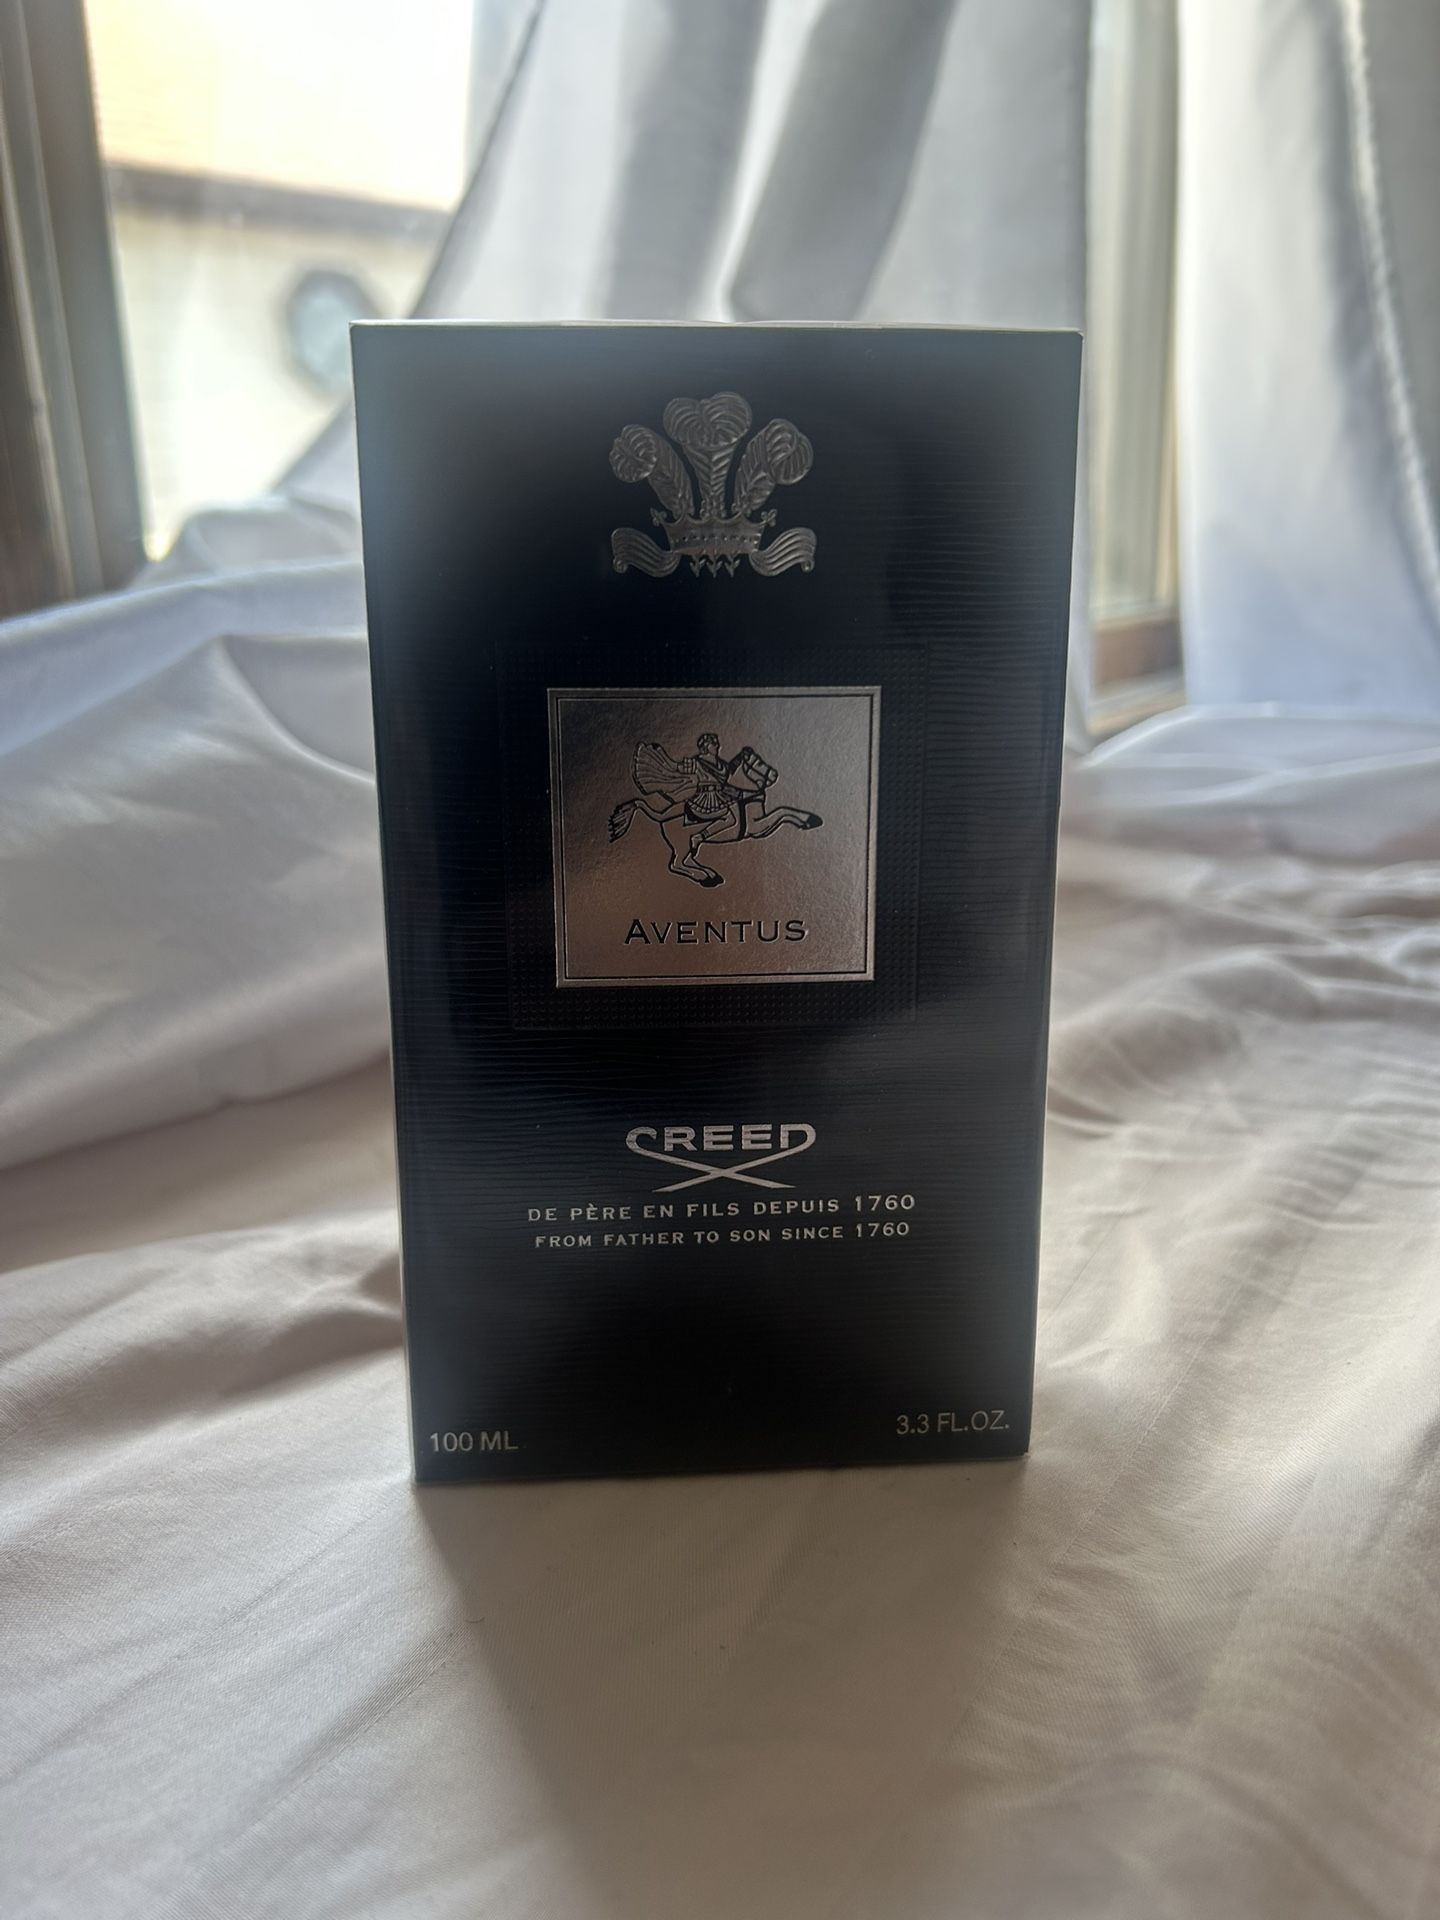 AVENTUS
CREED
DE PÈRE EN FILS DEPUIS 1760
FROM FATHER TO SON SINCE 1760
100 ML
3.3 FL.OZ.